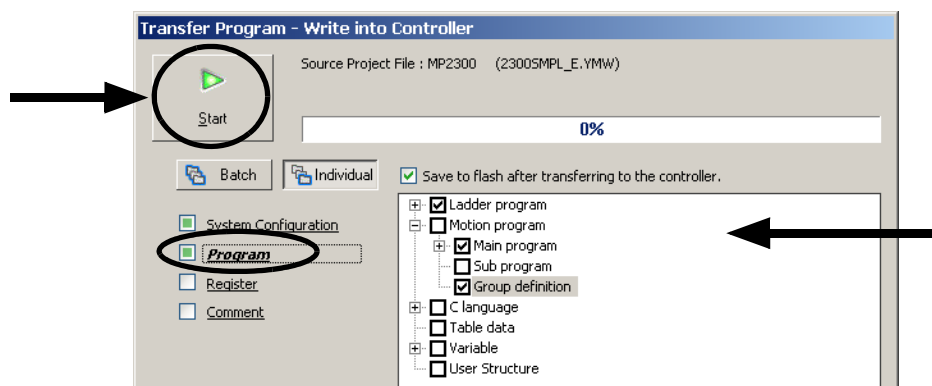 Transfer Program - Write into Controller
Source Project File : MP2300 (2300SMPL_E.YMW)
Start
0%
Batch
Individual
Save to flash after transferring to the controller.
System Configuration
Program
Register
Comment
Ladder program
Motion program
Main program
Sub program
Group definition
C language
Table data
Variable
User Structure